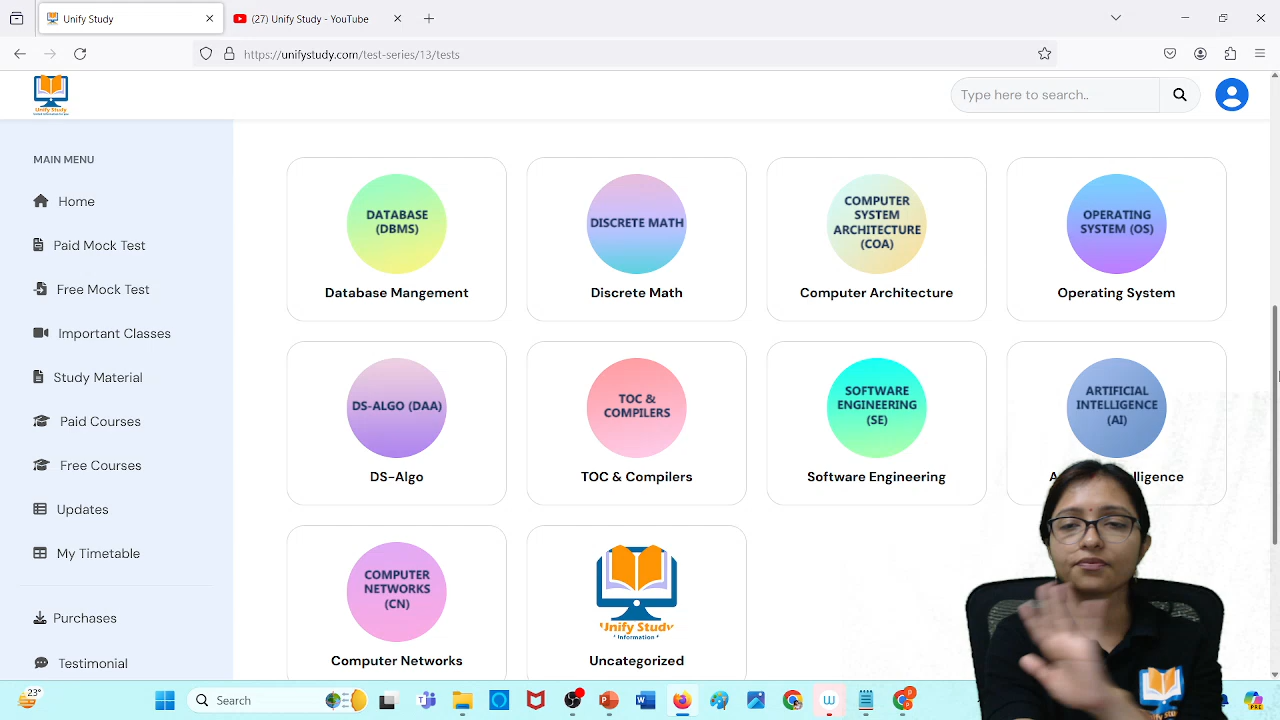 Unify Study
(27) Unify Study - YouTube
https://unifystudy.com/test-series/13/tests
Unify Study
Type here to search..
MAIN MENU
Home
Paid Mock Test
Free Mock Test
Important Classes
Study Material
Paid Courses
Free Courses
Updates
My Timetable
Purchases
Testimonial
DATABASE
(DBMS)
Database Mangement
DISCRETE MATH
Discrete Math
COMPUTER
SYSTEM
ARCHITECTURE
(COA)
Computer Architecture
OPERATING
SYSTEM (OS)
Operating System
DS-ALGO (DAA)
DS-Algo
TOC &
COMPILERS
TOC & Compilers
SOFTWARE
ENGINEERING
(SE)
Software Engineering
ARTIFICIAL
INTELLIGENCE
(AI)
COMPUTER
NETWORKS
(CN)
Computer Networks
Unify Study
* Information *
Uncategorized
23°
Search
PRE